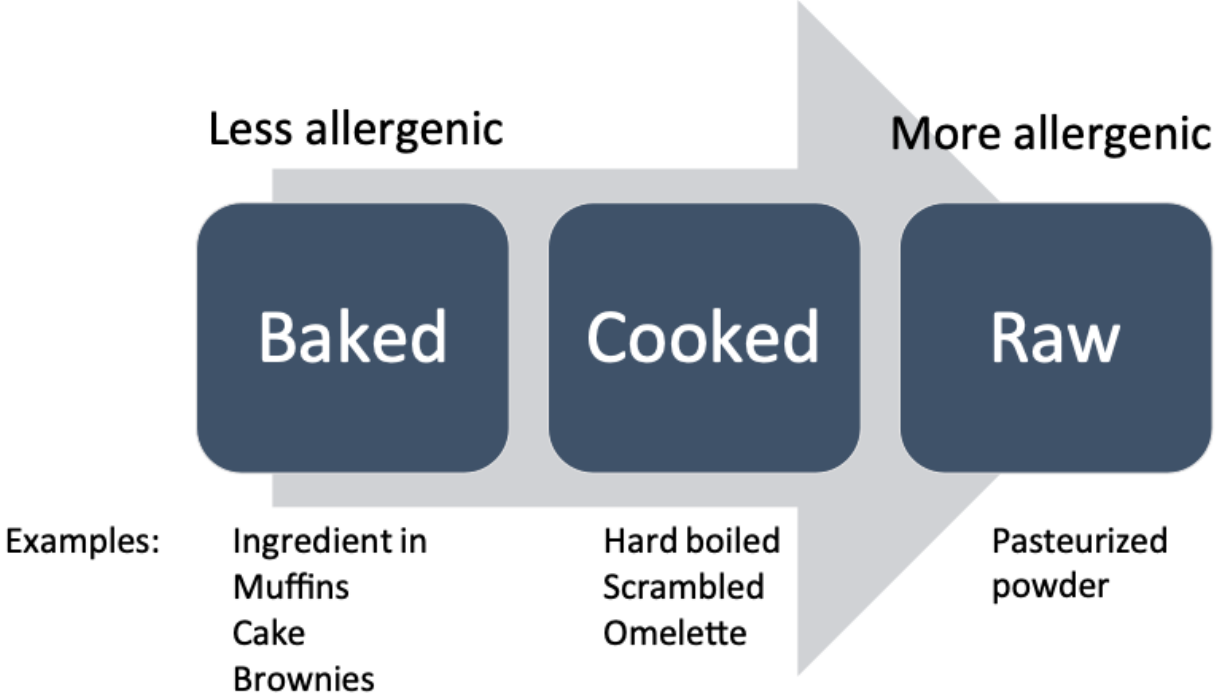 Less allergenic
More allergenic
Baked
Cooked
Raw
Examples:
Ingredient in
Muffins
Cake
Brownies
Hard boiled
Scrambled
Omelette
Pasteurized
powder